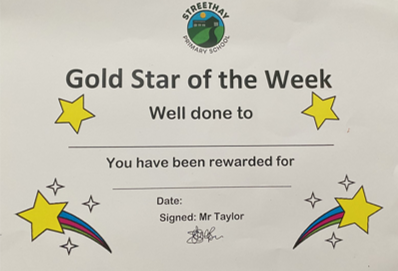 STREETHAY
PRIMARY SCHOOL
Gold Star of the Week
Well done to
You have been rewarded for
Date:
Signed: Mr Taylor